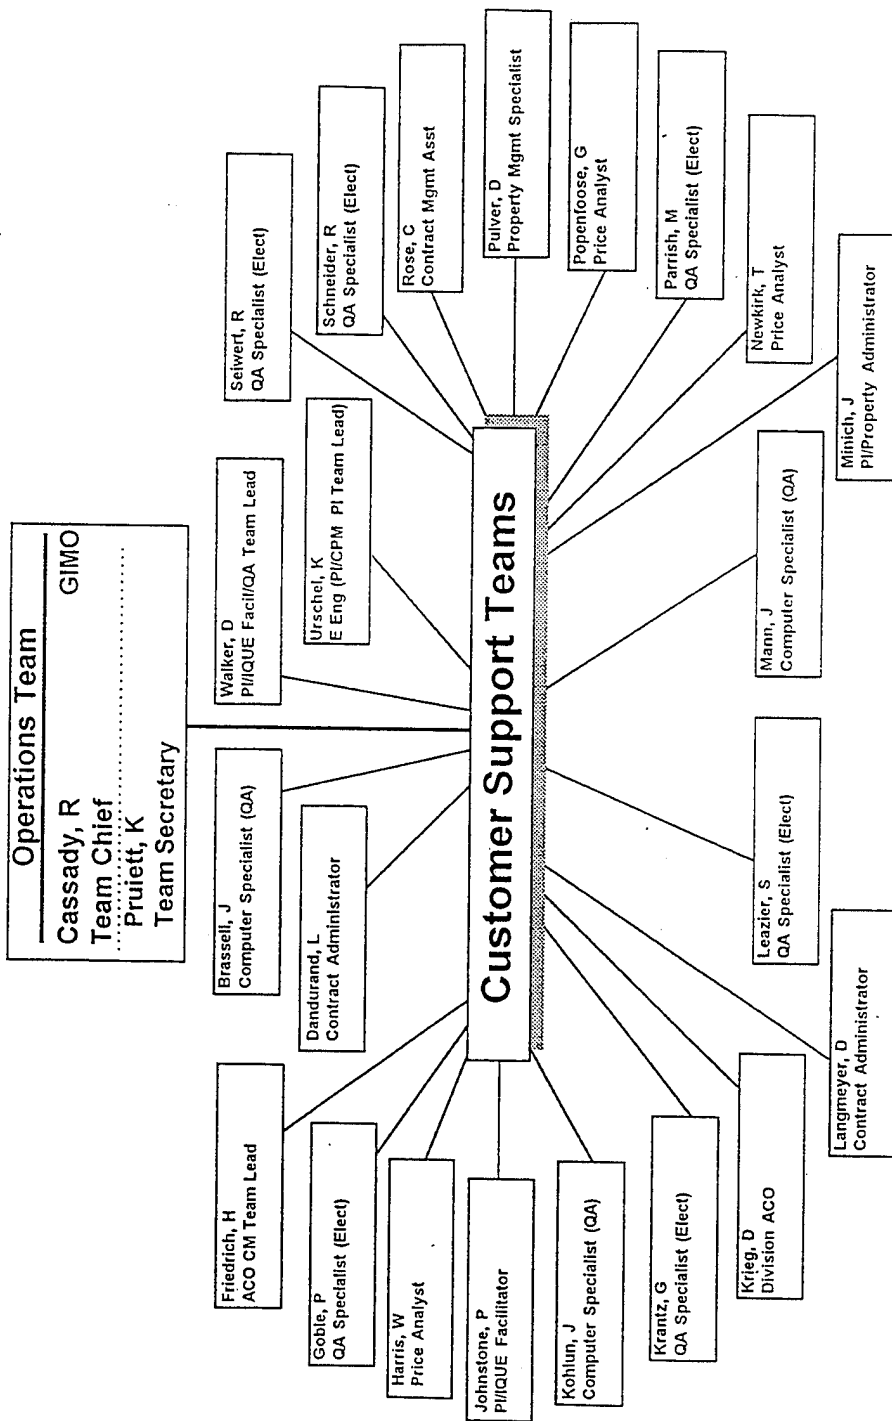 Operations Team
GIMO
Cassady, R
Team Chief
Pruiett, K
Team Secretary
Brassell, J
Computer Specialist (QA)
Walker, D
PI/IQUE Facil/QA Team Lead
Dandurand, L
Contract Administrator
Urschel, K
E Eng (PI/CPM PI Team Lead)
Friedrich, H
ACO CM Team Lead
Seiwert, R
QA Specialist (Elect)
Goble, P
QA Specialist (Elect)
Schneider, R
QA Specialist (Elect)
Harris, W
Price Analyst
Rose, C
Contract Mgmt Asst
Customer Support Teams
Johnstone, P
PI/IQUE Facilitator
Pulver, D
Property Mgmt Specialist
Kohlun, J
Computer Specialist (QA)
Popenfoose, G
Price Analyst
Krantz, G
QA Specialist (Elect)
Parrish, M
QA Specialist (Elect)
Krieg, D
Division ACO
Leazier, S
QA Specialist (Elect)
Mann, J
Computer Specialist (QA)
Newkirk, T
Price Analyst
Langmeyer, D
Contract Administrator
Minich, J
PI/Property Administrator